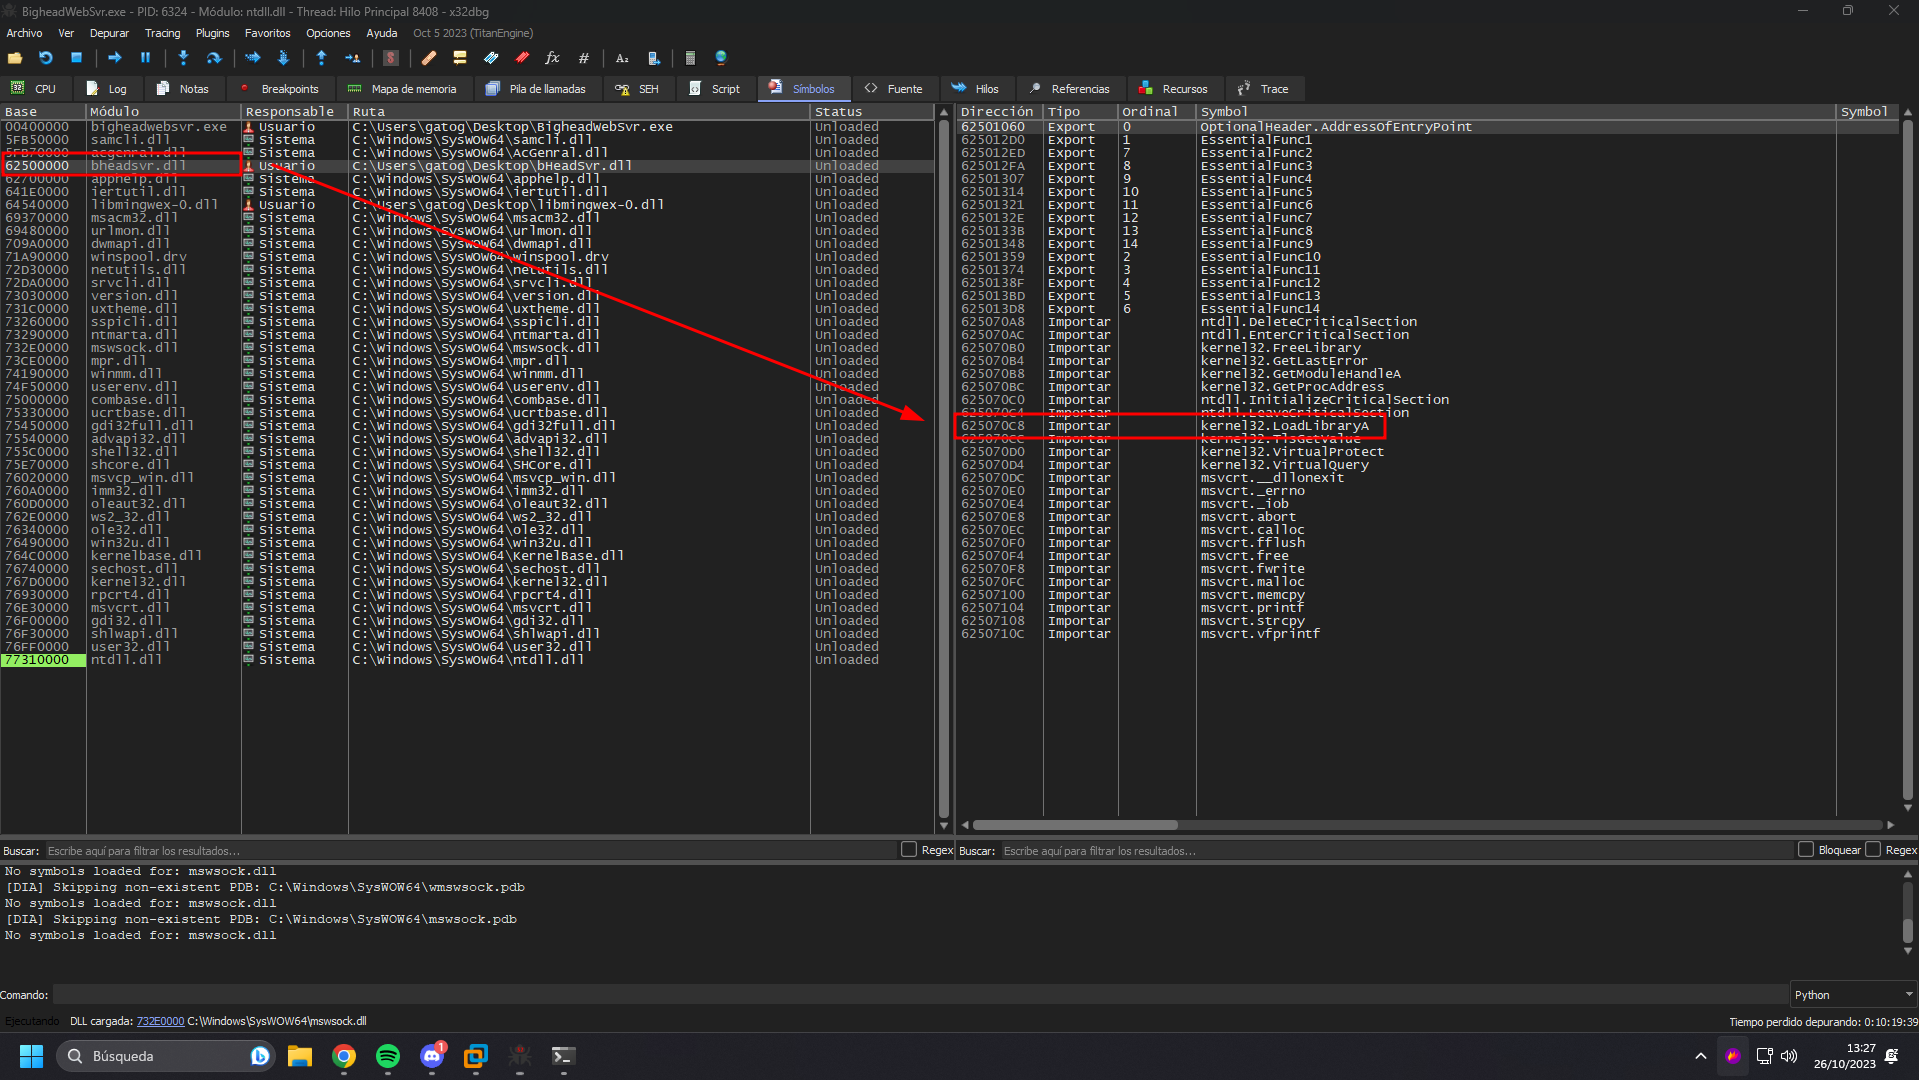 BigheadWebSvr.exe - PID: 6324 - Módulo: ntdll.dll - Thread: Hilo Principal 8408 - x32dbg
Archivo Ver Depurar Tracing Plugins Favoritos Opciones Ayuda Oct 5 2023 (TitanEngine)
CPU Log Notas Breakpoints Mapa de memoria Pila de llamadas SEH Script Símbolos Fuente Hilos Referencias Recursos Trace
Base Módulo Responsable Ruta Status
00400000 bigheadwebsvr.exe Usuario C:\Users\gatog\Desktop\BigheadWebSvr.exe Unloaded
5FB50000 samcli.dll Sistema C:\Windows\SysWOW64\samcli.dll Unloaded
5FB70000 acgenral.dll Sistema C:\Windows\SysWOW64\AcGenral.dll Unloaded
62500000 bheadsvr.dll Usuario C:\Users\gatog\Desktop\bHeadSvr.dll Unloaded
62700000 apphelp.dll Sistema C:\Windows\SysWOW64\apphelp.dll Unloaded
641E0000 iertutil.dll Sistema C:\Windows\SysWOW64\iertutil.dll Unloaded
64540000 libmingwex-0.dll Usuario C:\Users\gatog\Desktop\libmingwex-0.dll Unloaded
69370000 msacm32.dll Sistema C:\Windows\SysWOW64\msacm32.dll Unloaded
69480000 urlmon.dll Sistema C:\Windows\SysWOW64\urlmon.dll Unloaded
709A0000 dwmapi.dll Sistema C:\Windows\SysWOW64\dwmapi.dll Unloaded
71A90000 winspool.drv Sistema C:\Windows\SysWOW64\winspool.drv Unloaded
72D30000 netutils.dll Sistema C:\Windows\SysWOW64\netutils.dll Unloaded
72DA0000 srvcli.dll Sistema C:\Windows\SysWOW64\srvcli.dll Unloaded
73030000 version.dll Sistema C:\Windows\SysWOW64\version.dll Unloaded
731C0000 uxtheme.dll Sistema C:\Windows\SysWOW64\uxtheme.dll Unloaded
73260000 sspicli.dll Sistema C:\Windows\SysWOW64\sspicli.dll Unloaded
73290000 ntmarta.dll Sistema C:\Windows\SysWOW64\ntmarta.dll Unloaded
732E0000 mswsock.dll Sistema C:\Windows\SysWOW64\mswsock.dll Unloaded
73CE0000 mpr.dll Sistema C:\Windows\SysWOW64\mpr.dll Unloaded
74190000 winmm.dll Sistema C:\Windows\SysWOW64\winmm.dll Unloaded
74F50000 userenv.dll Sistema C:\Windows\SysWOW64\userenv.dll Unloaded
75000000 combase.dll Sistema C:\Windows\SysWOW64\combase.dll Unloaded
75330000 ucrtbase.dll Sistema C:\Windows\SysWOW64\ucrtbase.dll Unloaded
75450000 gdi32full.dll Sistema C:\Windows\SysWOW64\gdi32full.dll Unloaded
75540000 advapi32.dll Sistema C:\Windows\SysWOW64\advapi32.dll Unloaded
755C0000 shell32.dll Sistema C:\Windows\SysWOW64\shell32.dll Unloaded
75E70000 shcore.dll Sistema C:\Windows\SysWOW64\SHCore.dll Unloaded
76020000 msvcp_win.dll Sistema C:\Windows\SysWOW64\msvcp_win.dll Unloaded
760A0000 imm32.dll Sistema C:\Windows\SysWOW64\imm32.dll Unloaded
760D0000 oleaut32.dll Sistema C:\Windows\SysWOW64\oleaut32.dll Unloaded
762E0000 ws2_32.dll Sistema C:\Windows\SysWOW64\ws2_32.dll Unloaded
76340000 ole32.dll Sistema C:\Windows\SysWOW64\ole32.dll Unloaded
76490000 win32u.dll Sistema C:\Windows\SysWOW64\win32u.dll Unloaded
764C0000 kernelbase.dll Sistema C:\Windows\SysWOW64\KernelBase.dll Unloaded
76740000 sechost.dll Sistema C:\Windows\SysWOW64\sechost.dll Unloaded
767D0000 kernel32.dll Sistema C:\Windows\SysWOW64\kernel32.dll Unloaded
76930000 rpcrt4.dll Sistema C:\Windows\SysWOW64\rpcrt4.dll Unloaded
76E30000 msvcrt.dll Sistema C:\Windows\SysWOW64\msvcrt.dll Unloaded
76F00000 gdi32.dll Sistema C:\Windows\SysWOW64\gdi32.dll Unloaded
76F30000 shlwapi.dll Sistema C:\Windows\SysWOW64\shlwapi.dll Unloaded
76FF0000 user32.dll Sistema C:\Windows\SysWOW64\user32.dll Unloaded
77310000 ntdll.dll Sistema C:\Windows\SysWOW64\ntdll.dll Unloaded
Dirección Tipo Ordinal Symbol Symbol
62501060 Export 0 OptionalHeader.AddressOfEntryPoint
625012D0 Export 1 EssentialFunc1
625012ED Export 7 EssentialFunc2
625012FA Export 8 EssentialFunc3
62501307 Export 9 EssentialFunc4
62501314 Export 10 EssentialFunc5
62501321 Export 11 EssentialFunc6
6250132E Export 12 EssentialFunc7
6250133B Export 13 EssentialFunc8
62501348 Export 14 EssentialFunc9
62501359 Export 2 EssentialFunc10
62501374 Export 3 EssentialFunc11
6250138F Export 4 EssentialFunc12
625013BD Export 5 EssentialFunc13
625013D8 Export 6 EssentialFunc14
625070A8 Importar ntdll.DeleteCriticalSection
625070AC Importar ntdll.EnterCriticalSection
625070B0 Importar kernel32.FreeLibrary
625070B4 Importar kernel32.GetLastError
625070B8 Importar kernel32.GetModuleHandleA
625070BC Importar kernel32.GetProcAddress
625070C0 Importar ntdll.InitializeCriticalSection
625070C4 Importar ntdll.LeaveCriticalSection
625070C8 Importar kernel32.LoadLibraryA
625070CC Importar kernel32.TlsGetValue
625070D0 Importar kernel32.VirtualProtect
625070D4 Importar kernel32.VirtualQuery
625070DC Importar msvcrt.__dllonexit
625070E0 Importar msvcrt._errno
625070E4 Importar msvcrt._iob
625070E8 Importar msvcrt.abort
625070EC Importar msvcrt.calloc
625070F0 Importar msvcrt.fflush
625070F4 Importar msvcrt.free
625070F8 Importar msvcrt.fwrite
625070FC Importar msvcrt.malloc
62507100 Importar msvcrt.memcpy
62507104 Importar msvcrt.printf
62507108 Importar msvcrt.strcpy
6250710C Importar msvcrt.vfprintf
Buscar: Escribe aquí para filtrar los resultados... Regex
Buscar: Escribe aquí para filtrar los resultados... Bloquear Regex
No symbols loaded for: mswsock.dll
[DIA] Skipping non-existent PDB: C:\Windows\SysWOW64\wmswsock.pdb
No symbols loaded for: mswsock.dll
[DIA] Skipping non-existent PDB: C:\Windows\SysWOW64\mswsock.pdb
No symbols loaded for: mswsock.dll
Comando: Python
Ejecutando DLL cargada: 732E0000 C:\Windows\SysWOW64\mswsock.dll Tiempo perdido depurando: 0:10:19:39
Búsqueda
1
13:27
26/10/2023